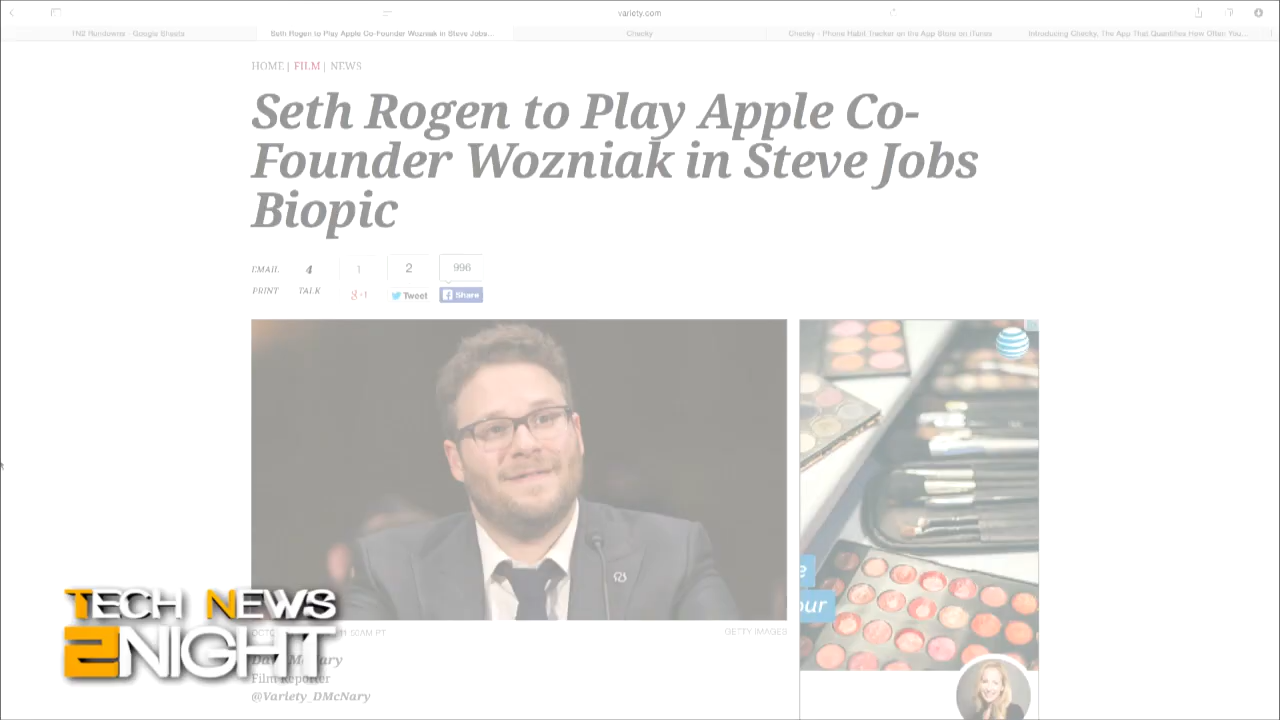 variety.com
TN2 Rundowns - Google Sheets
Seth Rogen to Play Apple Co-Founder Wozniak in Steve Jobs...
Checky
Checky - Phone Habit Tracker on the App Store on iTunes
Introducing Checky, The App That Quantifies How Often You...
HOME | FILM | NEWS
Seth Rogen to Play Apple Co-
Founder Wozniak in Steve Jobs
Biopic
EMAIL 4 1 2 996
PRINT TALK g+1 Tweet Share
e
our
GETTY IMAGES
TECH NEWS
2NIGHT
Film Reporter
@Variety_DMcNary